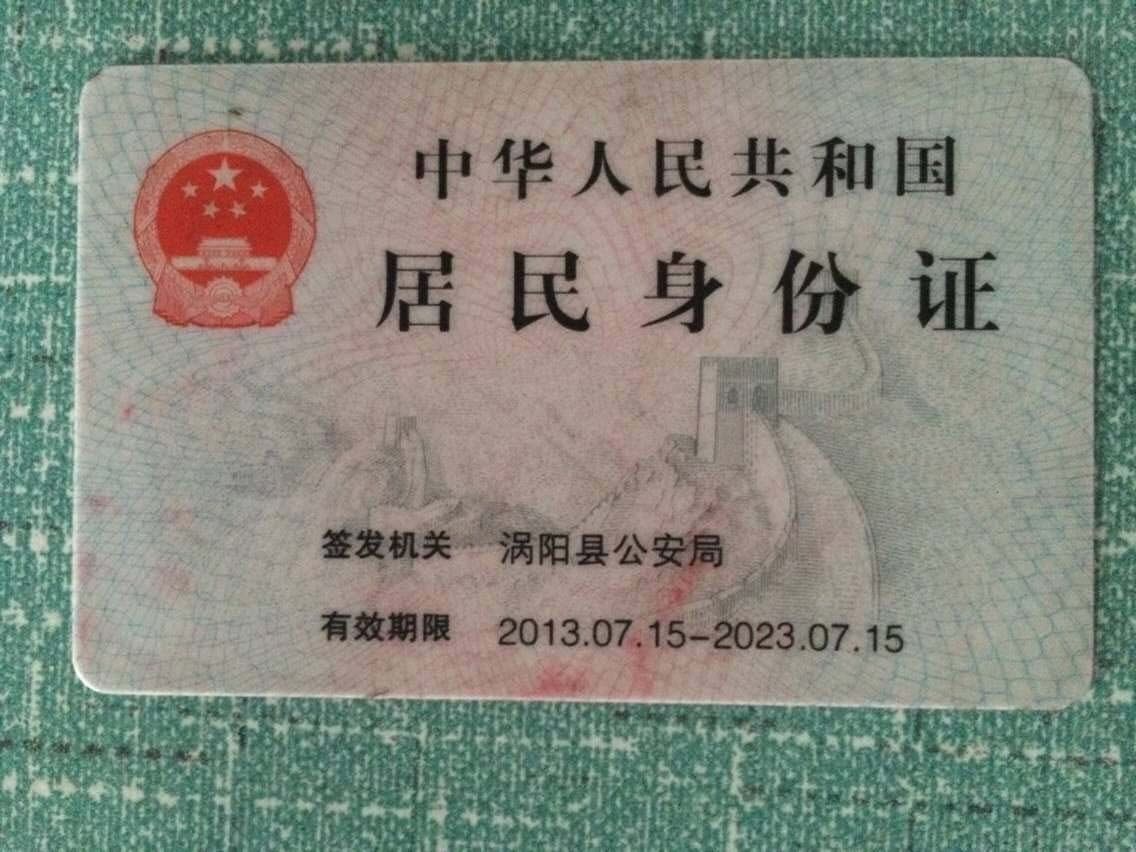 中华人民共和国
居民身份证
签发机关 涡阳县公安局
有效期限 2013.07.15-2023.07.15